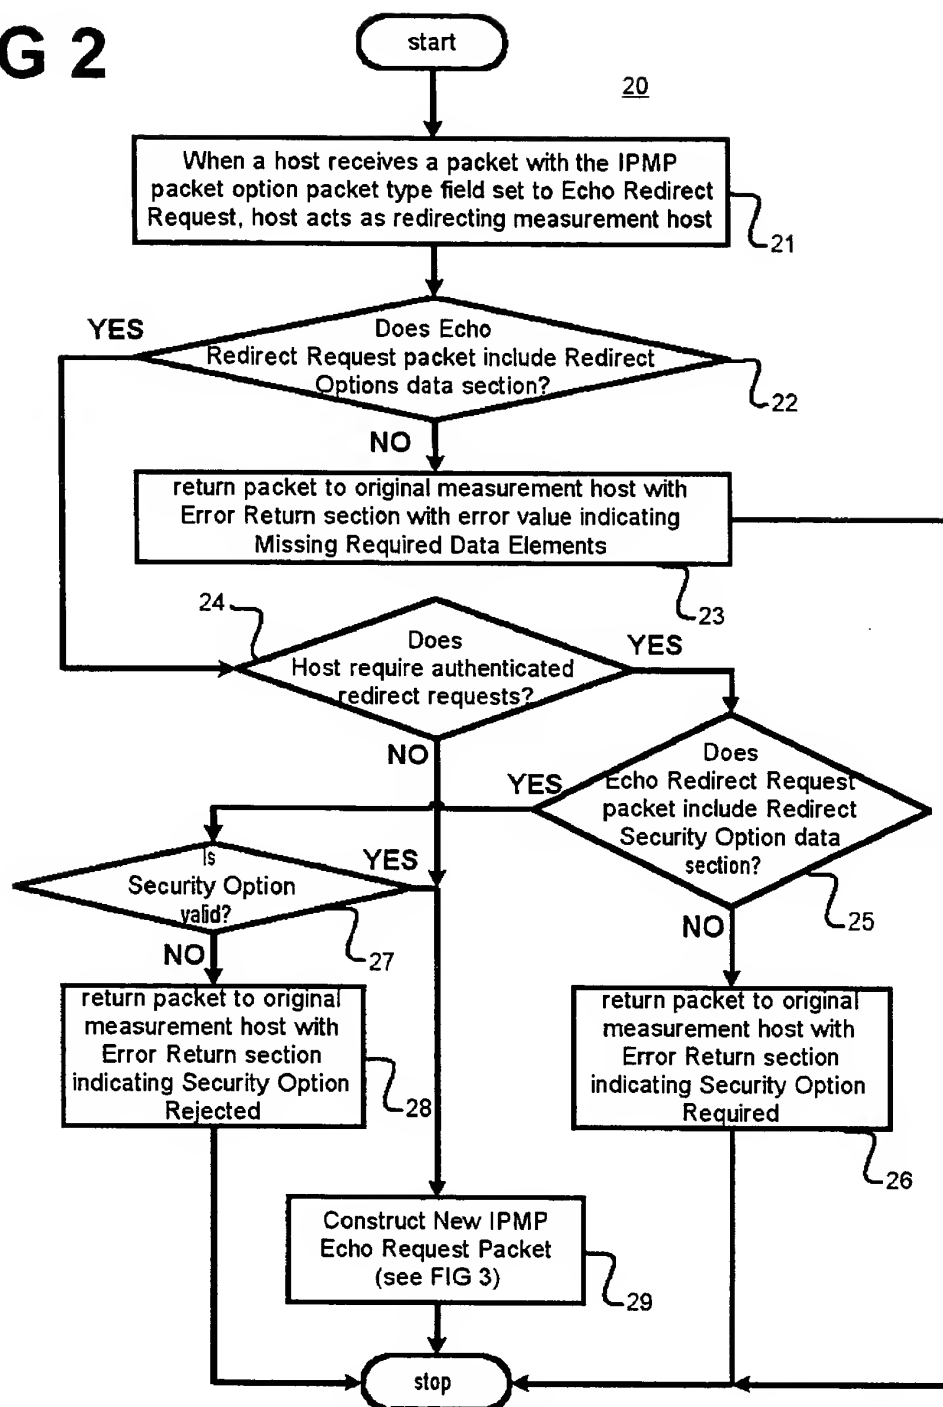 G 2
start
20
When a host receives a packet with the IPMP
packet option packet type field set to Echo Redirect
Request, host acts as redirecting measurement host
21
YES
Does Echo
Redirect Request packet include Redirect
Options data section?
22
NO
return packet to original measurement host with
Error Return section with error value indicating
Missing Required Data Elements
23
24
Does
Host require authenticated
redirect requests?
YES
NO
Does
Echo Redirect Request
packet include Redirect
Security Option data
section?
YES
25
NO
Is
Security Option
valid?
YES
27
NO
return packet to original
measurement host with
Error Return section
indicating Security Option
Rejected
28
return packet to original
measurement host with
Error Return section
indicating Security Option
Required
26
Construct New IPMP
Echo Request Packet
(see FIG 3)
29
stop